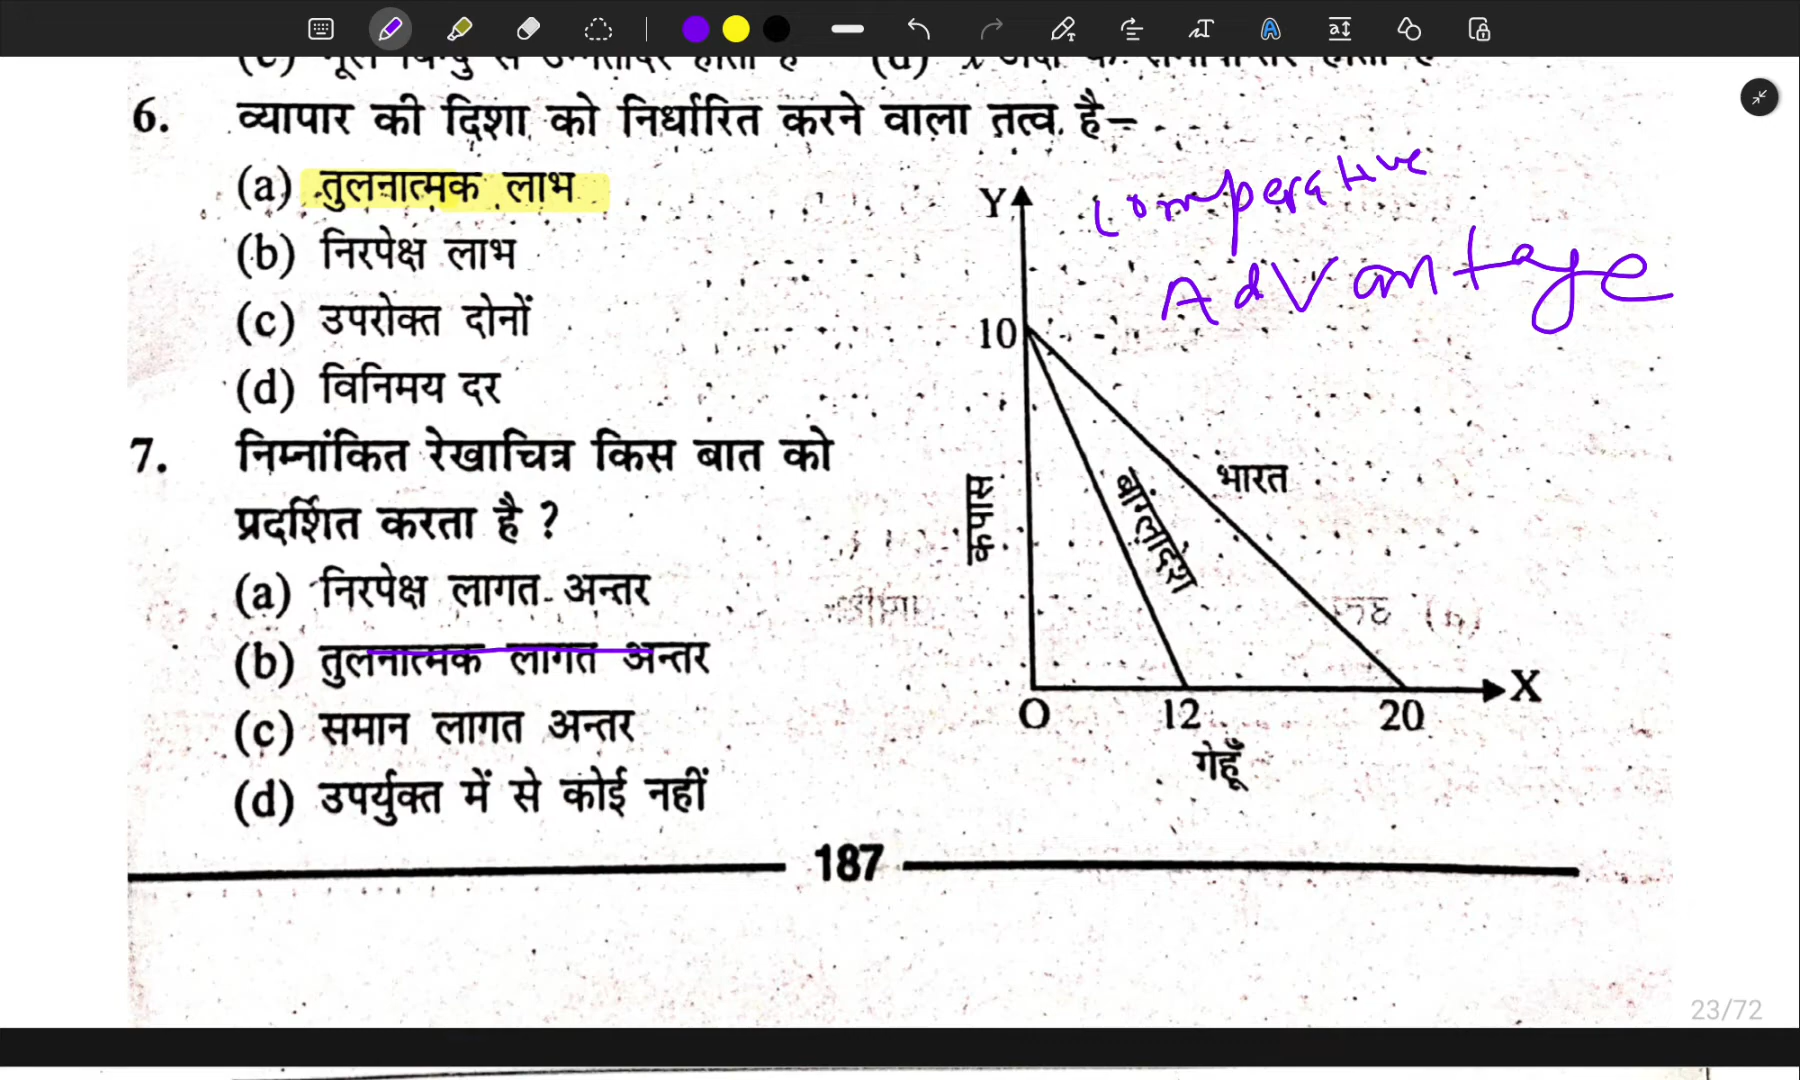 6. व्यापार की दिशा को निर्धारित करने वाला तत्व है–
(a) तुलनात्मक लाभ
(b) निरपेक्ष लाभ
(c) उपरोक्त दोनों
(d) विनिमय दर
Comperative
Advantage
7. निम्नांकित रेखाचित्र किस बात को
प्रदर्शित करता है ?
(a) निरपेक्ष लागत अन्तर
(b) तुलनात्मक लागत अन्तर
(c) समान लागत अन्तर
(d) उपर्युक्त में से कोई नहीं
Y
10
कपास
बांग्लादेश
भारत
O 12 20 X
गेहूँ
187
23/72